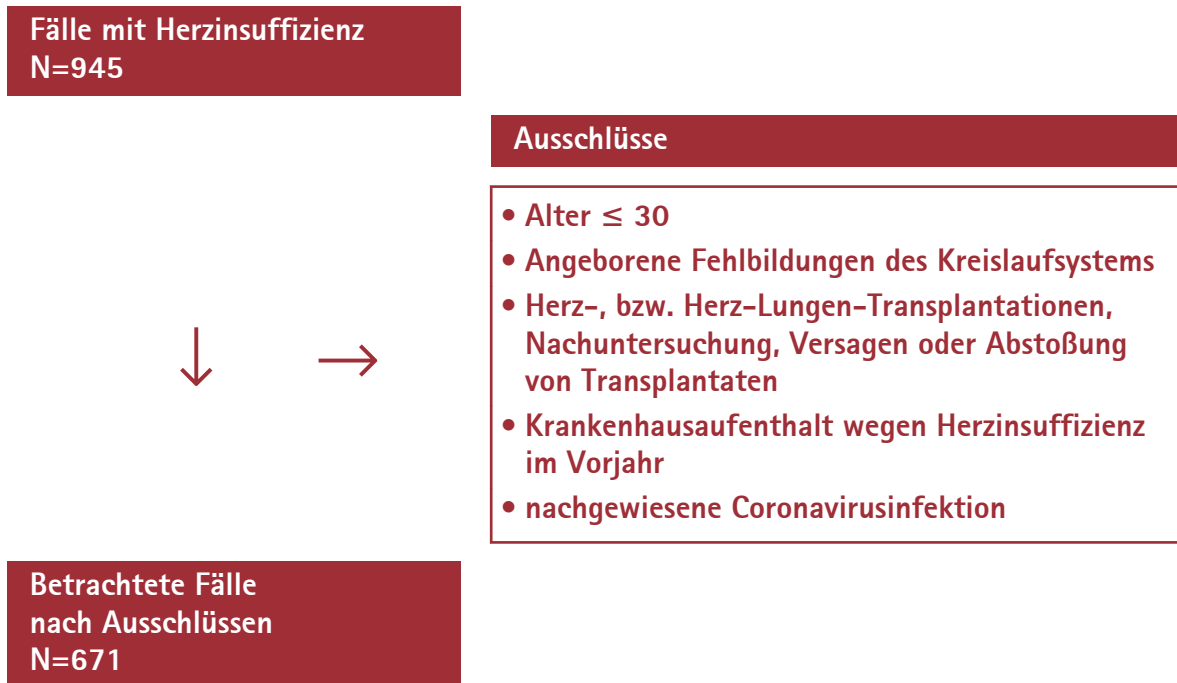 Fälle mit Herzinsuffizienz
N=945
Ausschlüsse
• Alter ≤ 30
• Angeborene Fehlbildungen des Kreislaufsystems
• Herz-, bzw. Herz-Lungen-Transplantationen,
Nachuntersuchung, Versagen oder Abstoßung
von Transplantaten
• Krankenhausaufenthalt wegen Herzinsuffizienz
im Vorjahr
• nachgewiesene Coronavirusinfektion
Betrachtete Fälle
nach Ausschlüssen
N=671